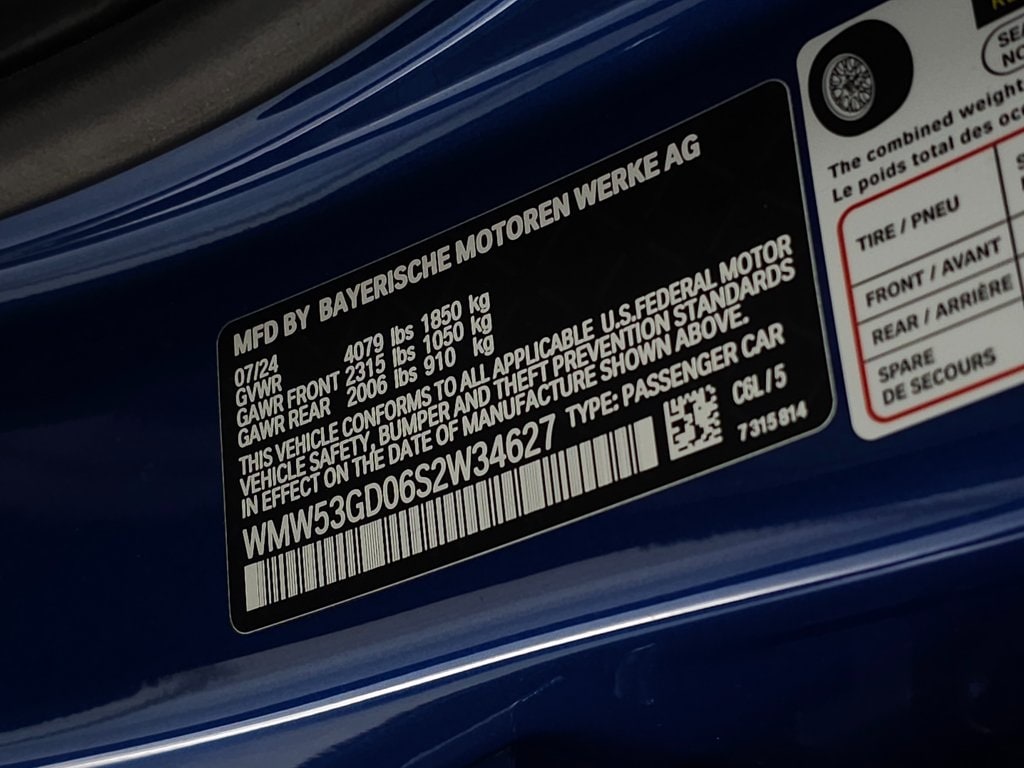 MFD BY BAYERISCHE MOTOREN WERKE AG
07/24
GVWR 4079 lbs 1850 kg
GAWR FRONT 2315 lbs 1050 kg
GAWR REAR 2006 lbs 910 kg
THIS VEHICLE CONFORMS TO ALL APPLICABLE U.S.FEDERAL MOTOR
VEHICLE SAFETY, BUMPER AND THEFT PREVENTION STANDARDS
IN EFFECT ON THE DATE OF MANUFACTURE SHOWN ABOVE.
WMW53GD06S2W34627 TYPE: PASSENGER CAR
C6L/5
7315814
The combined weight
Le poids total des occ
TIRE / PNEU
FRONT / AVANT
REAR / ARRIÈRE
SPARE
DE SECOURS